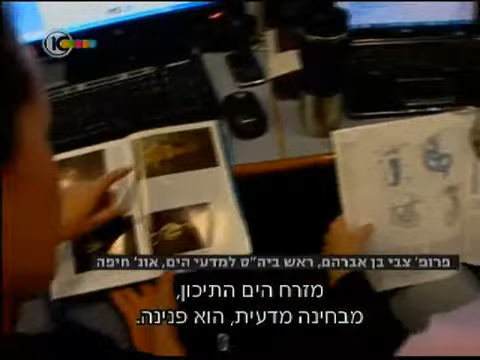 פרופ' צבי בן אברהם, ראש ביה"ס למדעי הים, אונ' חיפה
מזרח הים התיכון,
מבחינה מדעית, הוא פנינה.